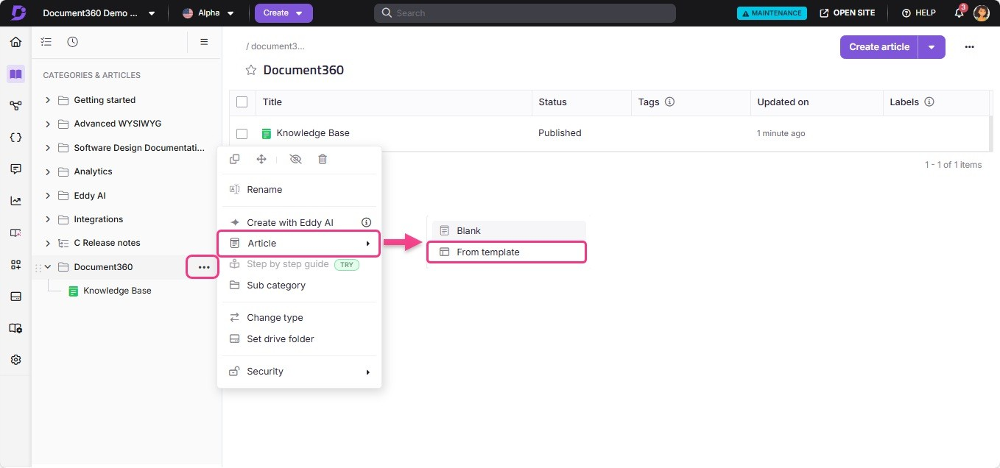 Document360 Demo ...
Alpha
Create
Search
MAINTENANCE
OPEN SITE
HELP
3
CATEGORIES & ARTICLES
Getting started
Advanced WYSIWYG
Software Design Documentati...
Analytics
Eddy AI
Integrations
C Release notes
Document360
Knowledge Base
/ document3...
Create article
Document360
Title Status Tags Updated on Labels
Knowledge Base Published 1 minute ago
1 - 1 of 1 items
Rename
Create with Eddy AI
Article
Step by step guide TRY
Sub category
Change type
Set drive folder
Security
Blank
From template